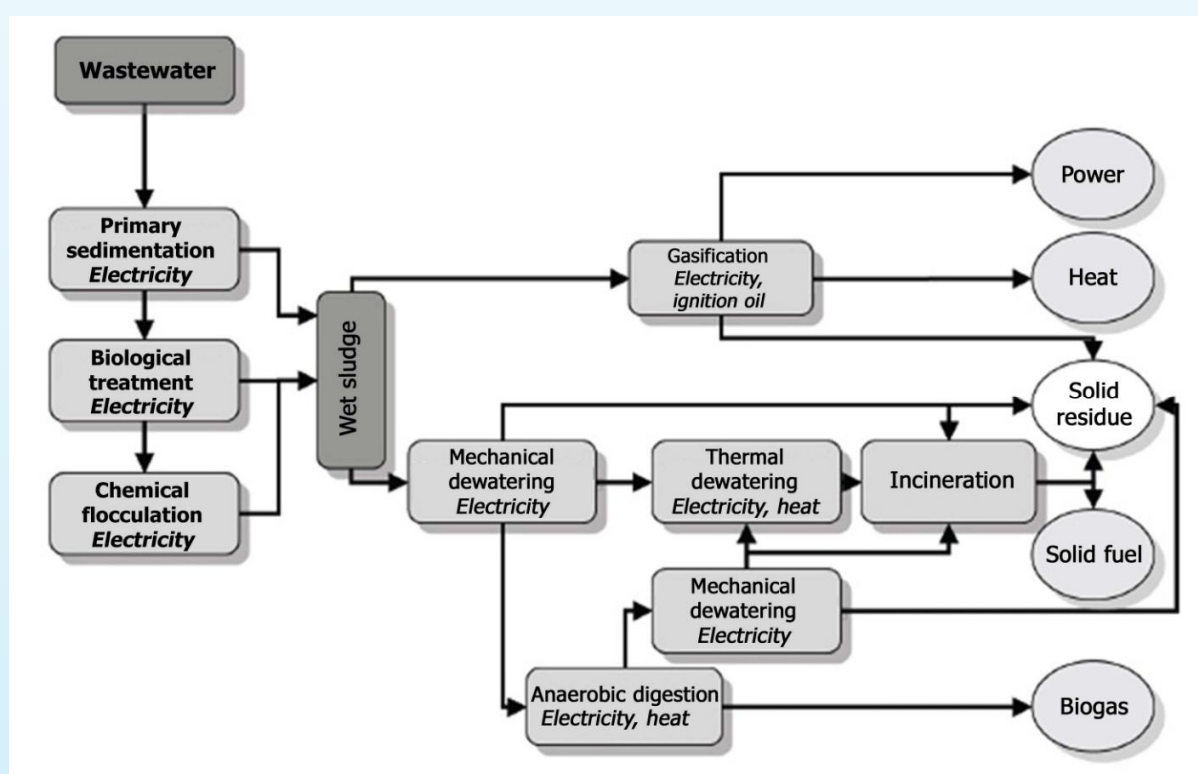 Wastewater
Primary
sedimentation
Electricity
Biological
treatment
Electricity
Chemical
flocculation
Electricity
Wet sludge
Gasification
Electricity,
ignition oil
Power
Heat
Solid
residue
Mechanical
dewatering
Electricity
Thermal
dewatering
Electricity, heat
Incineration
Solid fuel
Mechanical
dewatering
Electricity
Anaerobic digestion
Electricity, heat
Biogas